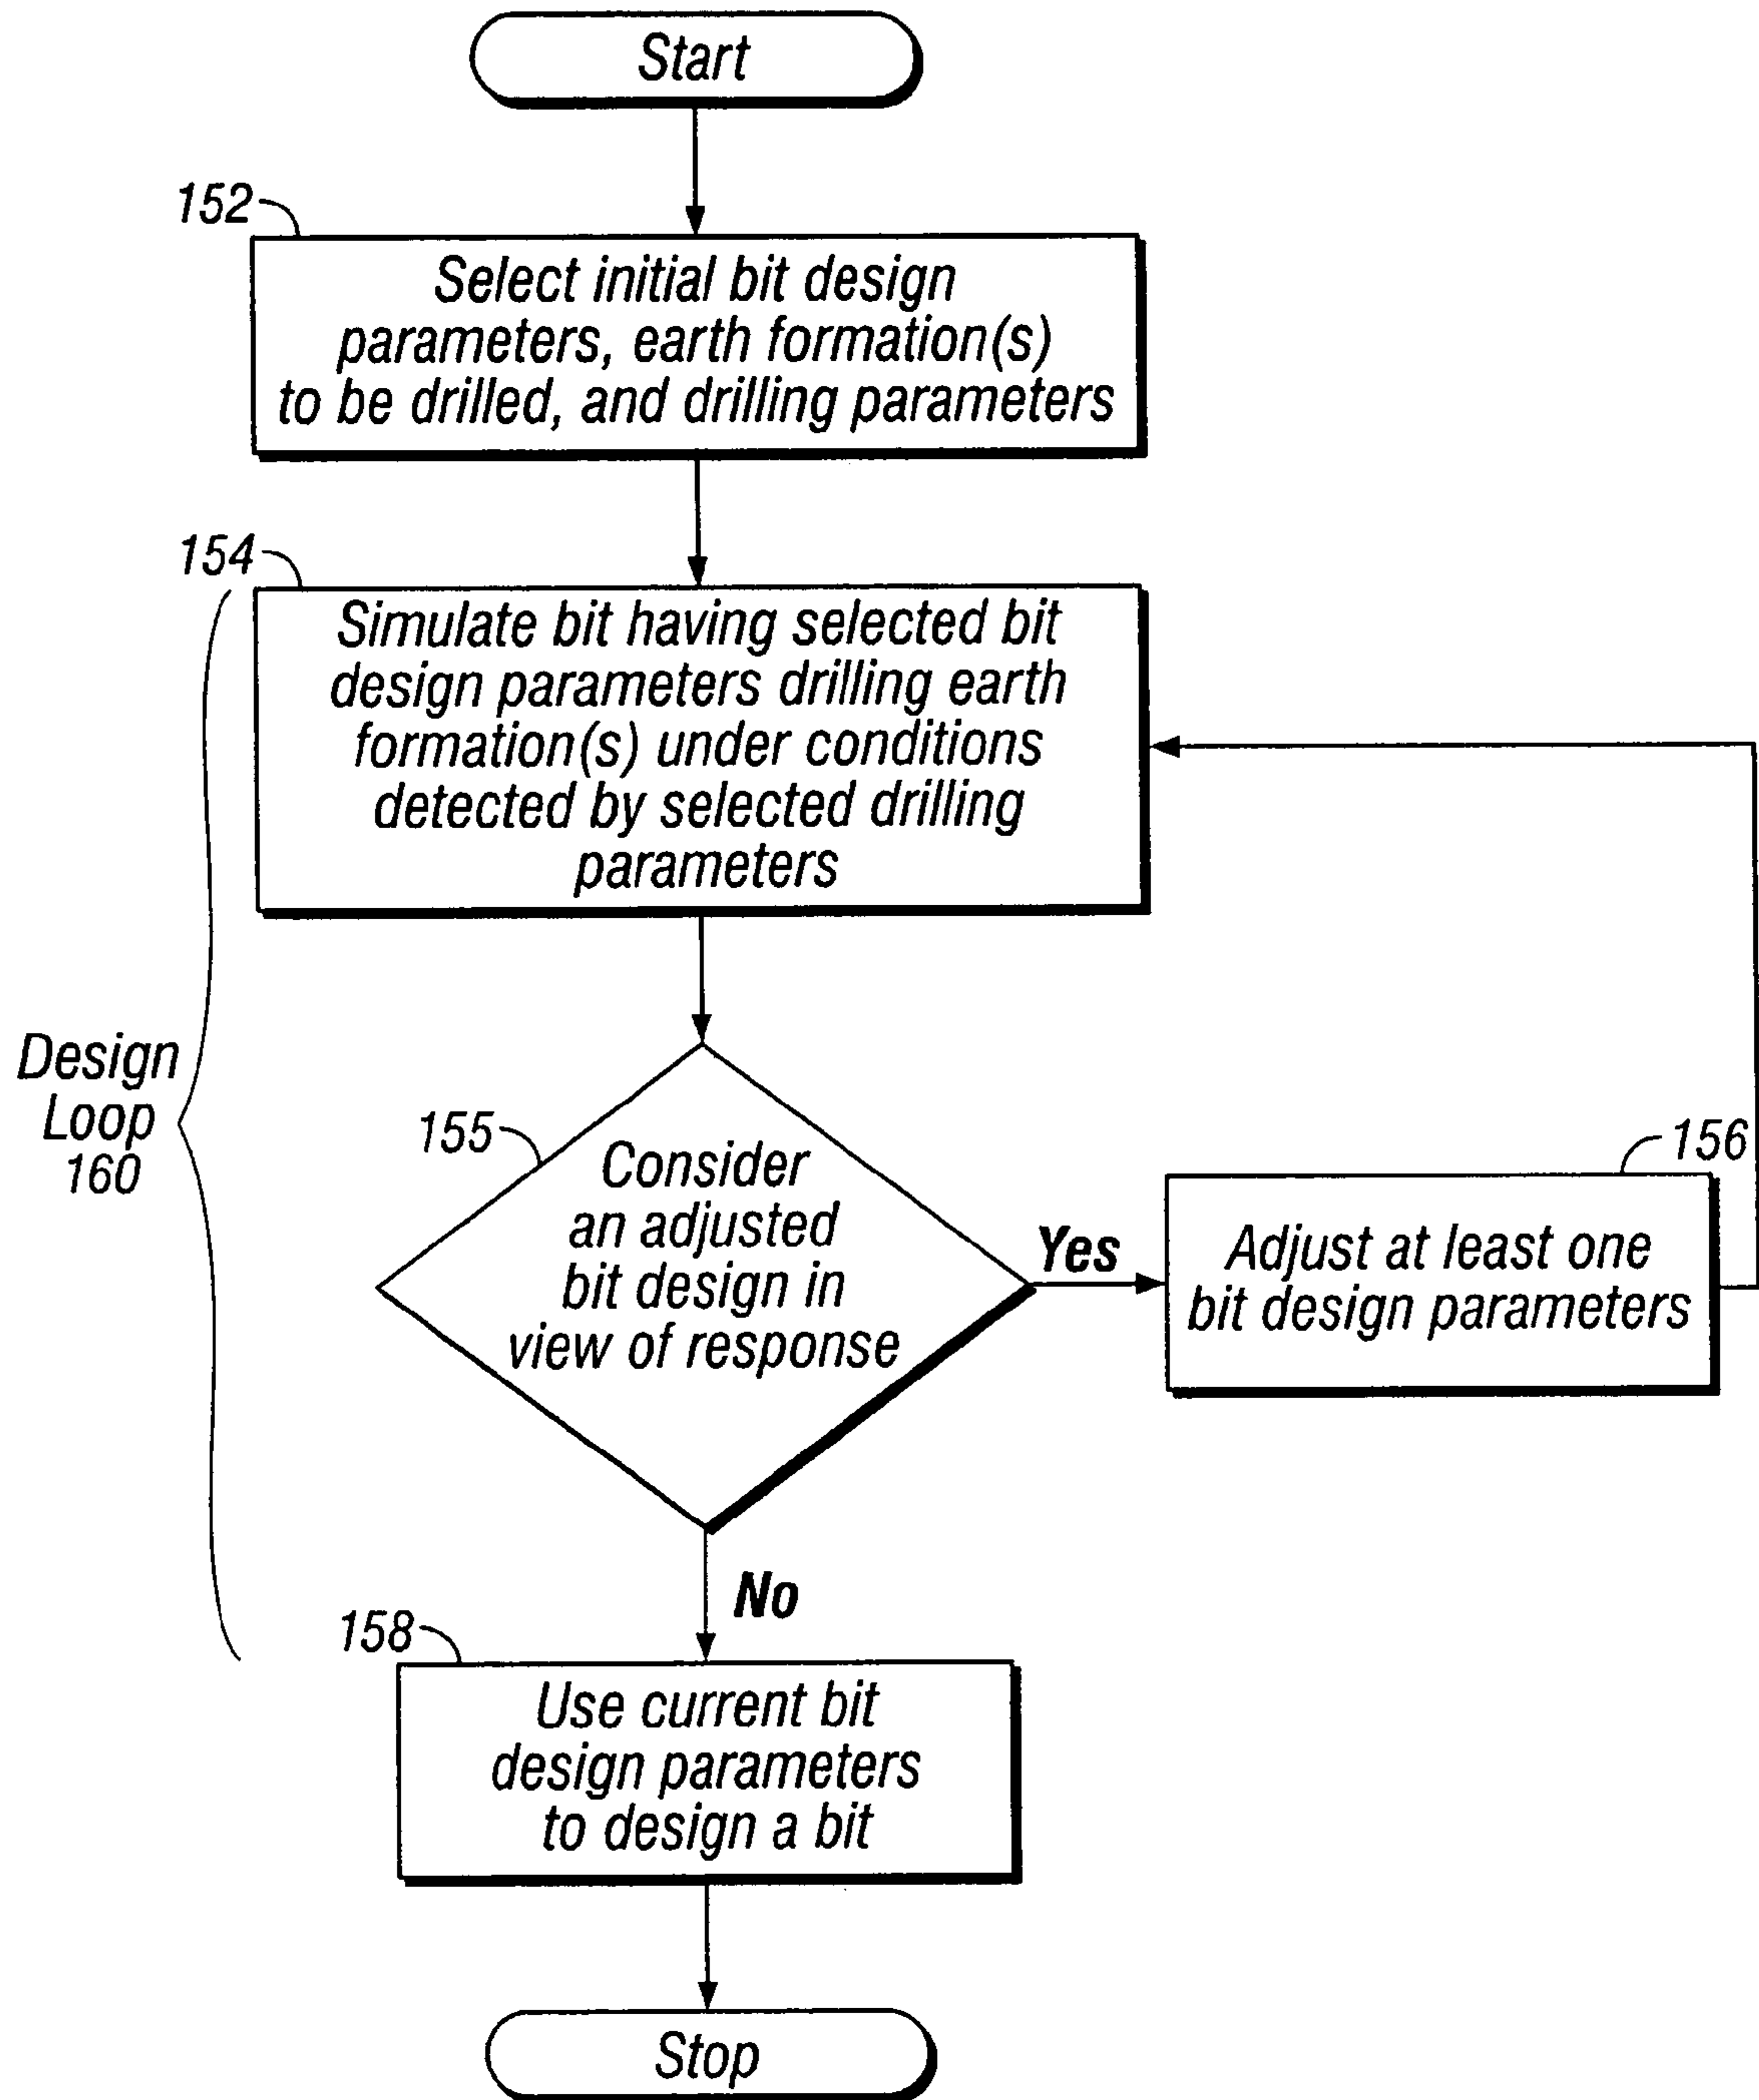 Start
152
Select initial bit design
parameters, earth formation(s)
to be drilled, and drilling parameters
154
Simulate bit having selected bit
design parameters drilling earth
formation(s) under conditions
detected by selected drilling
parameters
Design
Loop
160
155
Consider
an adjusted
bit design in
view of response
Yes
156
Adjust at least one
bit design parameters
No
158
Use current bit
design parameters
to design a bit
Stop